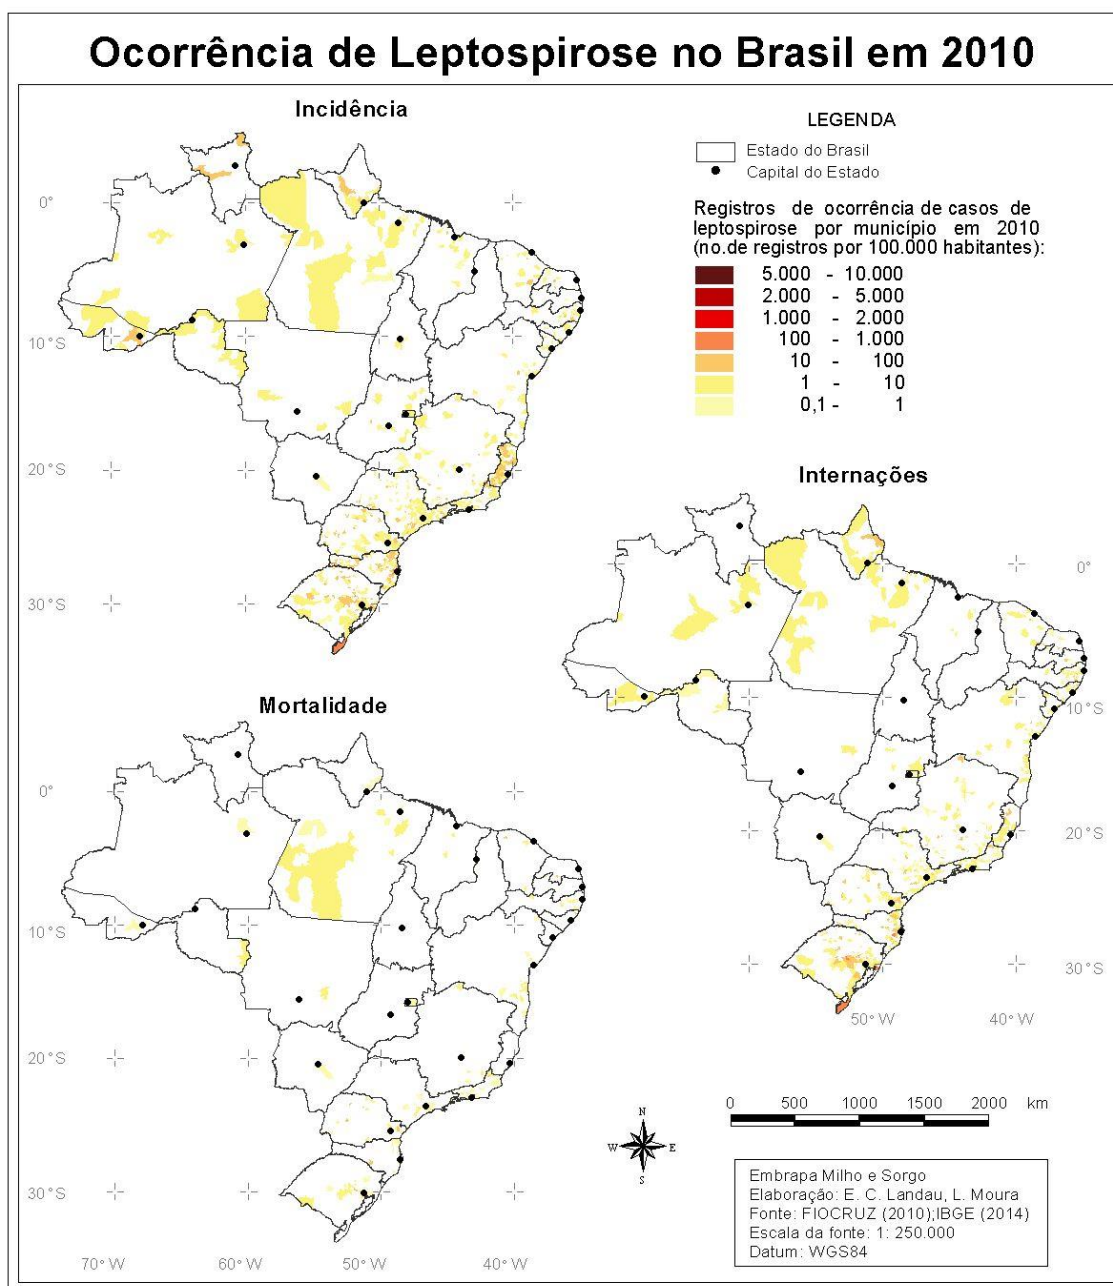 Ocorrência de Leptospirose no Brasil em 2010
Incidência
0°
10°S
20°S
30°S
LEGENDA
Estado do Brasil
Capital do Estado
Registros de ocorrência de casos de
leptospirose por município em 2010
(no.de registros por 100.000 habitantes):
5.000 - 10.000
2.000 - 5.000
1.000 - 2.000
100 - 1.000
10 - 100
1 - 10
0,1 - 1
Internações
0°
10°S
20°S
30°S
50°W 40°W
Mortalidade
0°
10°S
20°S
30°S
70°W 60°W 50°W 40°W
N
W E
S
0 500 1000 1500 2000 km
Embrapa Milho e Sorgo
Elaboração: E. C. Landau, L. Moura
Fonte: FIOCRUZ (2010);IBGE (2014)
Escala da fonte: 1: 250.000
Datum: WGS84